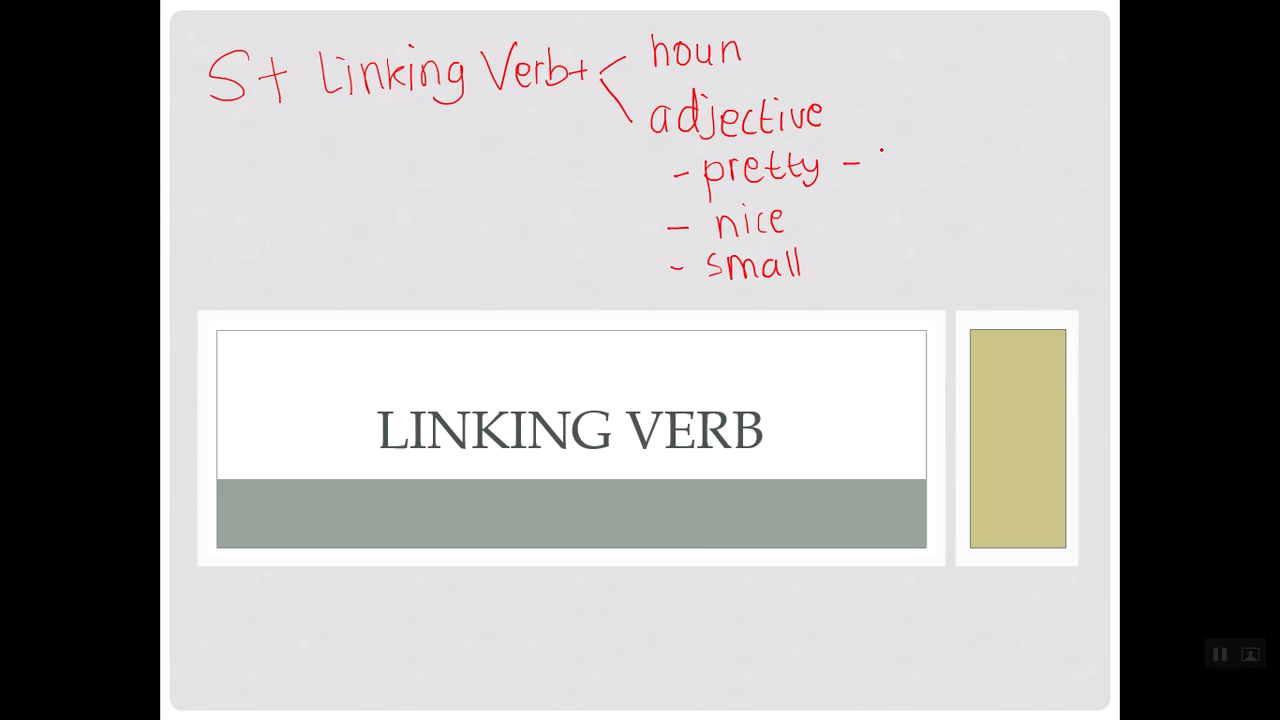 S+ Linking Verb+ < noun
adjective
- pretty -
- nice
- small
LINKING VERB